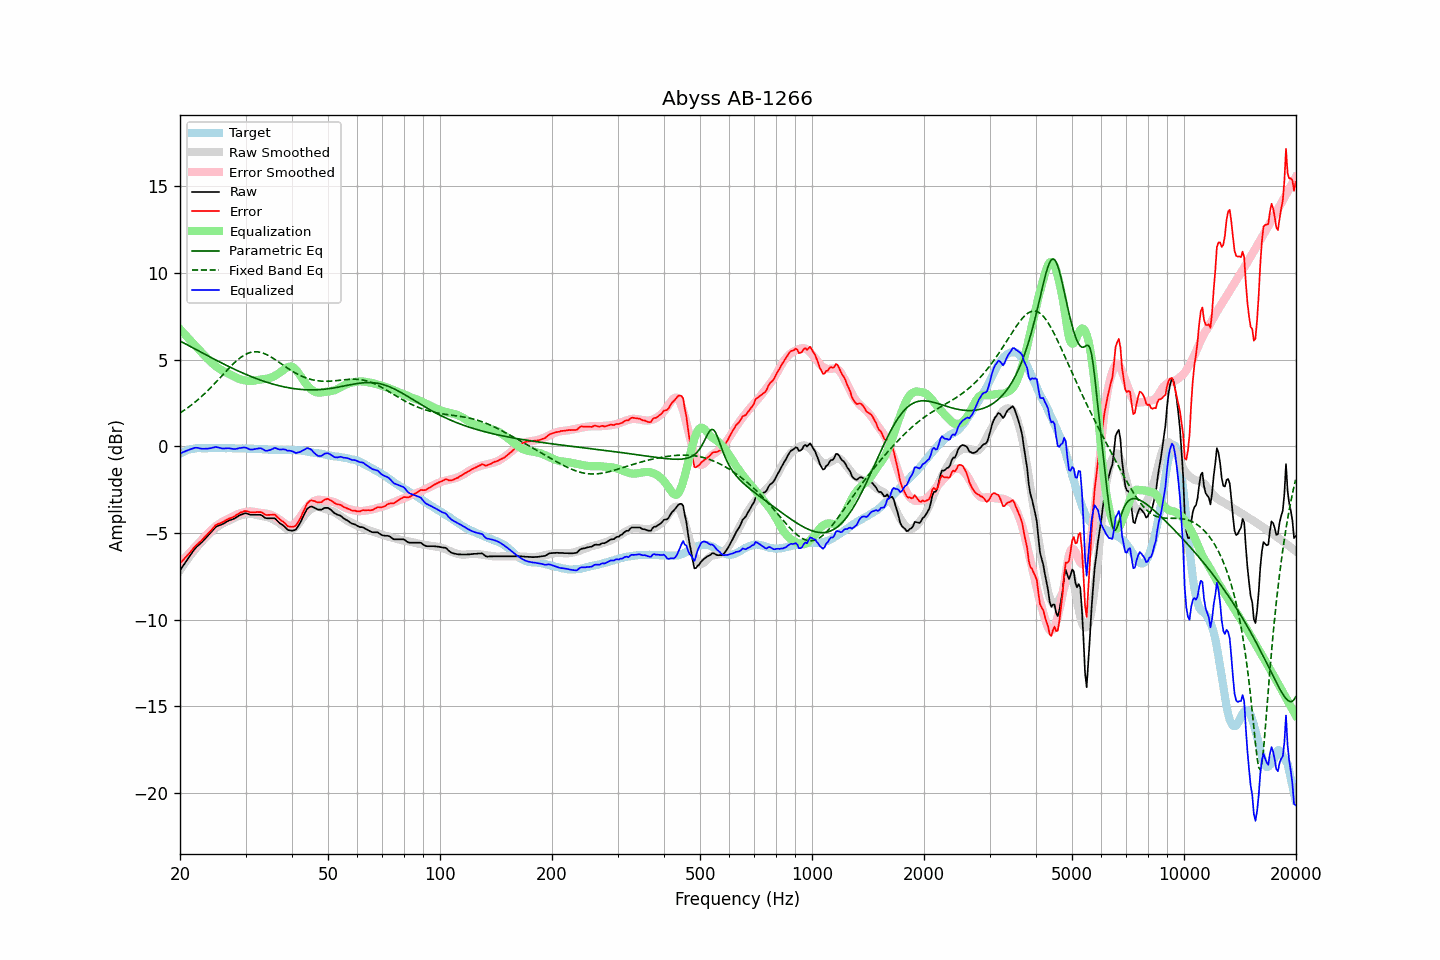 Abyss AB-1266
Target
Raw Smoothed
Error Smoothed
Raw
Error
Equalization
Parametric Eq
Fixed Band Eq
Equalized
15
10
5
0
−5
−10
−15
−20
Amplitude (dBr)
20 50 100 200 500 1000 2000 5000 10000 20000
Frequency (Hz)